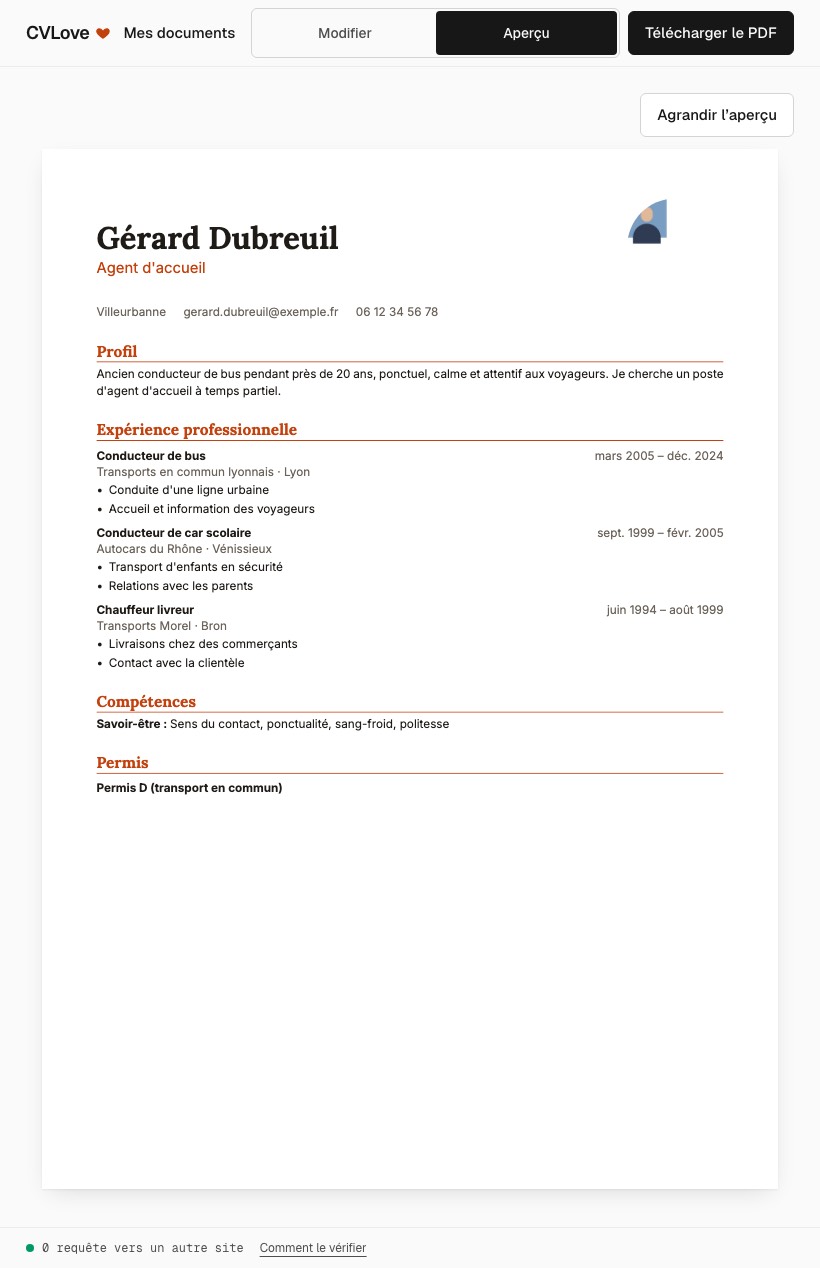 CVLove Mes documents Modifier Aperçu Télécharger le PDF
Agrandir l'aperçu
Gérard Dubreuil
Agent d'accueil
Villeurbanne gerard.dubreuil@exemple.fr 06 12 34 56 78
Profil
Ancien conducteur de bus pendant près de 20 ans, ponctuel, calme et attentif aux voyageurs. Je cherche un poste
d'agent d'accueil à temps partiel.
Expérience professionnelle
Conducteur de bus mars 2005 – déc. 2024
Transports en commun lyonnais · Lyon
• Conduite d'une ligne urbaine
• Accueil et information des voyageurs
Conducteur de car scolaire sept. 1999 – févr. 2005
Autocars du Rhône · Vénissieux
• Transport d'enfants en sécurité
• Relations avec les parents
Chauffeur livreur juin 1994 – août 1999
Transports Morel · Bron
• Livraisons chez des commerçants
• Contact avec la clientèle
Compétences
Savoir-être : Sens du contact, ponctualité, sang-froid, politesse
Permis
Permis D (transport en commun)
0 requête vers un autre site Comment le vérifier